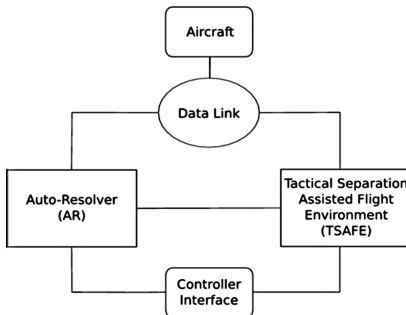 Aircraft
Data Link
Auto-Resolver
(AR)
Tactical Separation
Assisted Flight
Environment
(TSAFE)
Controller
Interface